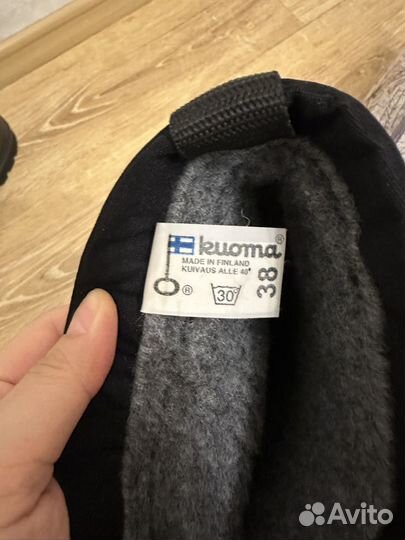 kuoma®
MADE IN FINLAND
KUIVAUS ALLE 40°
® 30° 38
Avito